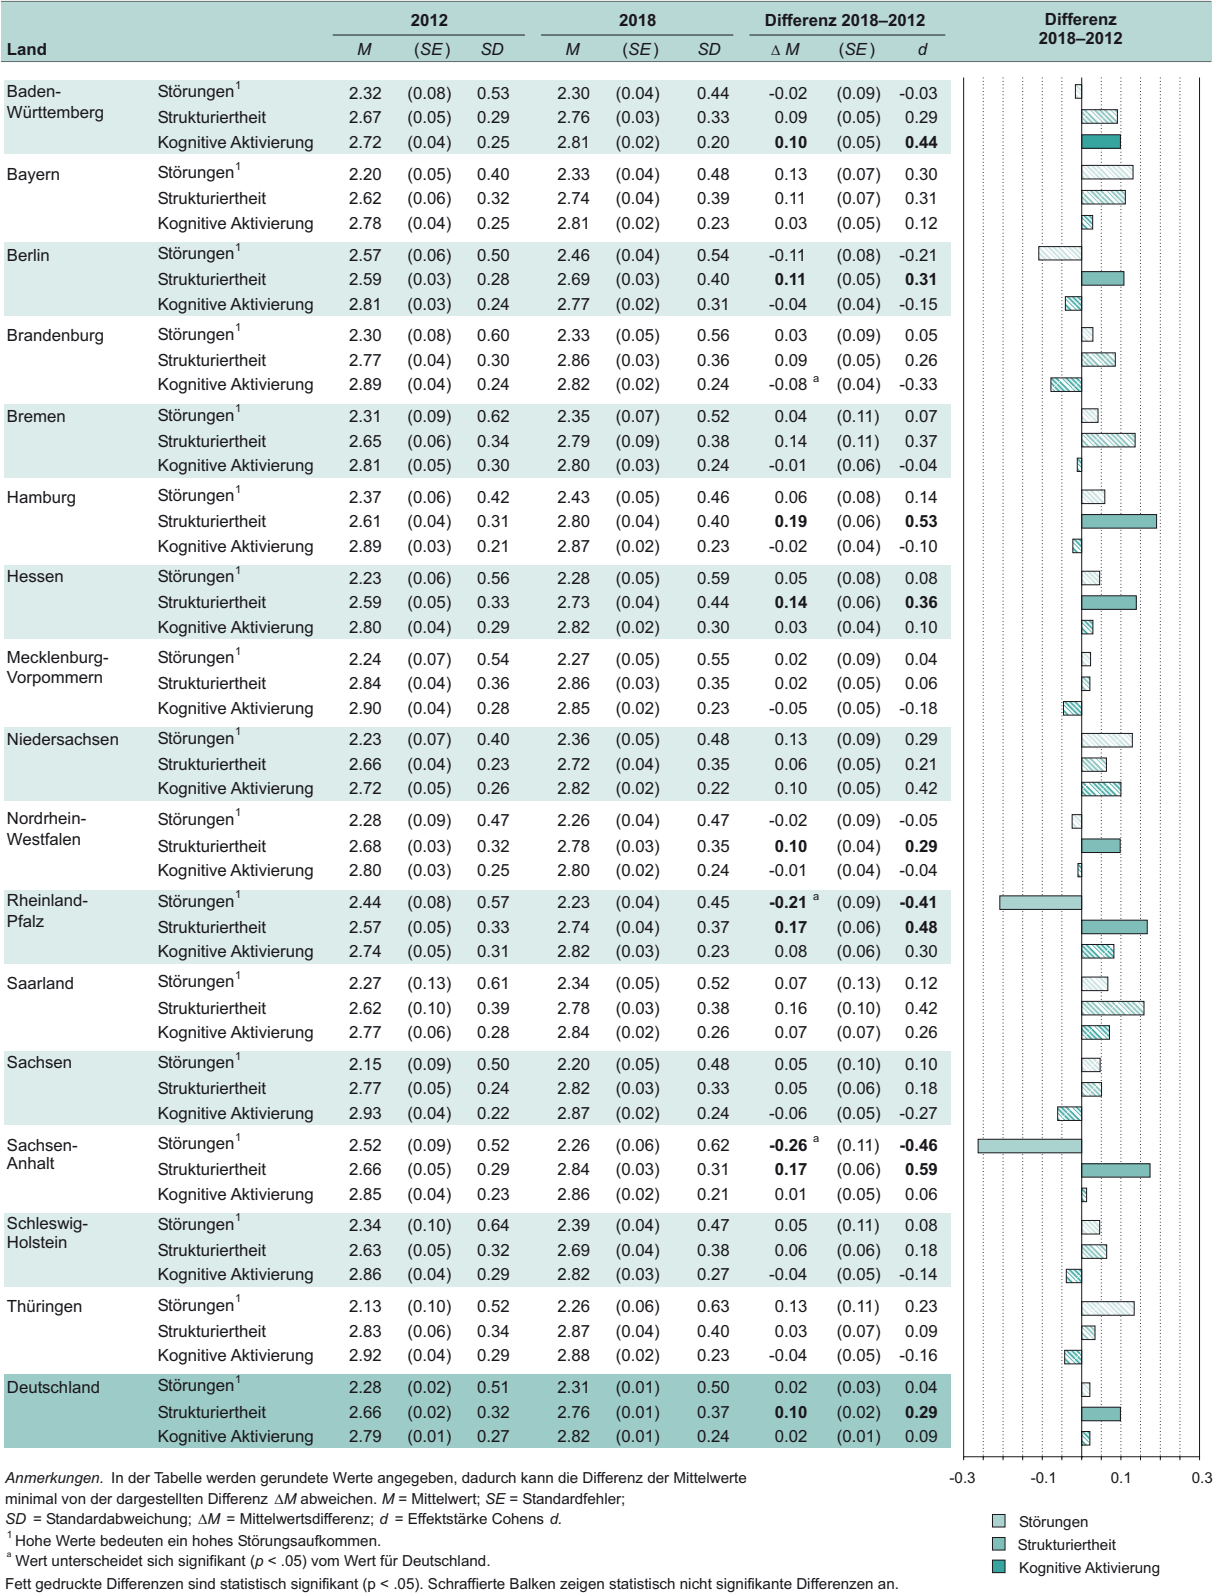 2012 2018 Differenz 2018–2012 Differenz 2018–2012
Land M (SE) SD M (SE) SD Δ M (SE) d
Baden-Württemberg Störungen¹ 2.32 (0.08) 0.53 2.30 (0.04) 0.44 -0.02 (0.09) -0.03
Strukturiertheit 2.67 (0.05) 0.29 2.76 (0.03) 0.33 0.09 (0.05) 0.29
Kognitive Aktivierung 2.72 (0.04) 0.25 2.81 (0.02) 0.20 0.10 (0.05) 0.44
Bayern Störungen¹ 2.20 (0.05) 0.40 2.33 (0.04) 0.48 0.13 (0.07) 0.30
Strukturiertheit 2.62 (0.06) 0.32 2.74 (0.04) 0.39 0.11 (0.07) 0.31
Kognitive Aktivierung 2.78 (0.04) 0.25 2.81 (0.02) 0.23 0.03 (0.05) 0.12
Berlin Störungen¹ 2.57 (0.06) 0.50 2.46 (0.04) 0.54 -0.11 (0.08) -0.21
Strukturiertheit 2.59 (0.03) 0.28 2.69 (0.03) 0.40 0.11 (0.05) 0.31
Kognitive Aktivierung 2.81 (0.03) 0.24 2.77 (0.02) 0.31 -0.04 (0.04) -0.15
Brandenburg Störungen¹ 2.30 (0.08) 0.60 2.33 (0.05) 0.56 0.03 (0.09) 0.05
Strukturiertheit 2.77 (0.04) 0.30 2.86 (0.03) 0.36 0.09 (0.05) 0.26
Kognitive Aktivierung 2.89 (0.04) 0.24 2.82 (0.02) 0.24 -0.08 ᵃ (0.04) -0.33
Bremen Störungen¹ 2.31 (0.09) 0.62 2.35 (0.07) 0.52 0.04 (0.11) 0.07
Strukturiertheit 2.65 (0.06) 0.34 2.79 (0.09) 0.38 0.14 (0.11) 0.37
Kognitive Aktivierung 2.81 (0.05) 0.30 2.80 (0.03) 0.24 -0.01 (0.06) -0.04
Hamburg Störungen¹ 2.37 (0.06) 0.42 2.43 (0.05) 0.46 0.06 (0.08) 0.14
Strukturiertheit 2.61 (0.04) 0.31 2.80 (0.04) 0.40 0.19 (0.06) 0.53
Kognitive Aktivierung 2.89 (0.03) 0.21 2.87 (0.02) 0.23 -0.02 (0.04) -0.10
Hessen Störungen¹ 2.23 (0.06) 0.56 2.28 (0.05) 0.59 0.05 (0.08) 0.08
Strukturiertheit 2.59 (0.05) 0.33 2.73 (0.04) 0.44 0.14 (0.06) 0.36
Kognitive Aktivierung 2.80 (0.04) 0.29 2.82 (0.02) 0.30 0.03 (0.04) 0.10
Mecklenburg-Vorpommern Störungen¹ 2.24 (0.07) 0.54 2.27 (0.05) 0.55 0.02 (0.09) 0.04
Strukturiertheit 2.84 (0.04) 0.36 2.86 (0.03) 0.35 0.02 (0.05) 0.06
Kognitive Aktivierung 2.90 (0.04) 0.28 2.85 (0.02) 0.23 -0.05 (0.05) -0.18
Niedersachsen Störungen¹ 2.23 (0.07) 0.40 2.36 (0.05) 0.48 0.13 (0.09) 0.29
Strukturiertheit 2.66 (0.04) 0.23 2.72 (0.04) 0.35 0.06 (0.05) 0.21
Kognitive Aktivierung 2.72 (0.05) 0.26 2.82 (0.02) 0.22 0.10 (0.05) 0.42
Nordrhein-Westfalen Störungen¹ 2.28 (0.09) 0.47 2.26 (0.04) 0.47 -0.02 (0.09) -0.05
Strukturiertheit 2.68 (0.03) 0.32 2.78 (0.03) 0.35 0.10 (0.04) 0.29
Kognitive Aktivierung 2.80 (0.03) 0.25 2.80 (0.02) 0.24 -0.01 (0.04) -0.04
Rheinland-Pfalz Störungen¹ 2.44 (0.08) 0.57 2.23 (0.04) 0.45 -0.21 ᵃ (0.09) -0.41
Strukturiertheit 2.57 (0.05) 0.33 2.74 (0.04) 0.37 0.17 (0.06) 0.48
Kognitive Aktivierung 2.74 (0.05) 0.31 2.82 (0.03) 0.23 0.08 (0.06) 0.30
Saarland Störungen¹ 2.27 (0.13) 0.61 2.34 (0.05) 0.52 0.07 (0.13) 0.12
Strukturiertheit 2.62 (0.10) 0.39 2.78 (0.03) 0.38 0.16 (0.10) 0.42
Kognitive Aktivierung 2.77 (0.06) 0.28 2.84 (0.02) 0.26 0.07 (0.07) 0.26
Sachsen Störungen¹ 2.15 (0.09) 0.50 2.20 (0.05) 0.48 0.05 (0.10) 0.10
Strukturiertheit 2.77 (0.05) 0.24 2.82 (0.03) 0.33 0.05 (0.06) 0.18
Kognitive Aktivierung 2.93 (0.04) 0.22 2.87 (0.02) 0.24 -0.06 (0.05) -0.27
Sachsen-Anhalt Störungen¹ 2.52 (0.09) 0.52 2.26 (0.06) 0.62 -0.26 ᵃ (0.11) -0.46
Strukturiertheit 2.66 (0.05) 0.29 2.84 (0.03) 0.31 0.17 (0.06) 0.59
Kognitive Aktivierung 2.85 (0.04) 0.23 2.86 (0.02) 0.21 0.01 (0.05) 0.06
Schleswig-Holstein Störungen¹ 2.34 (0.10) 0.64 2.39 (0.04) 0.47 0.05 (0.11) 0.08
Strukturiertheit 2.63 (0.05) 0.32 2.69 (0.04) 0.38 0.06 (0.06) 0.18
Kognitive Aktivierung 2.86 (0.04) 0.29 2.82 (0.03) 0.27 -0.04 (0.05) -0.14
Thüringen Störungen¹ 2.13 (0.10) 0.52 2.26 (0.06) 0.63 0.13 (0.11) 0.23
Strukturiertheit 2.83 (0.06) 0.34 2.87 (0.04) 0.40 0.03 (0.07) 0.09
Kognitive Aktivierung 2.92 (0.04) 0.29 2.88 (0.02) 0.23 -0.04 (0.05) -0.16
Deutschland Störungen¹ 2.28 (0.02) 0.51 2.31 (0.01) 0.50 0.02 (0.03) 0.04
Strukturiertheit 2.66 (0.02) 0.32 2.76 (0.01) 0.37 0.10 (0.02) 0.29
Kognitive Aktivierung 2.79 (0.01) 0.27 2.82 (0.01) 0.24 0.02 (0.01) 0.09
-0.3 -0.1 0.1 0.3
Anmerkungen. In der Tabelle werden gerundete Werte angegeben, dadurch kann die Differenz der Mittelwerte
minimal von der dargestellten Differenz ΔM abweichen. M = Mittelwert; SE = Standardfehler;
SD = Standardabweichung; ΔM = Mittelwertsdifferenz; d = Effektstärke Cohens d.
¹ Hohe Werte bedeuten ein hohes Störungsaufkommen.
ᵃ Wert unterscheidet sich signifikant (p < .05) vom Wert für Deutschland.
Fett gedruckte Differenzen sind statistisch signifikant (p < .05). Schraffierte Balken zeigen statistisch nicht signifikante Differenzen an.
Störungen
Strukturiertheit
Kognitive Aktivierung